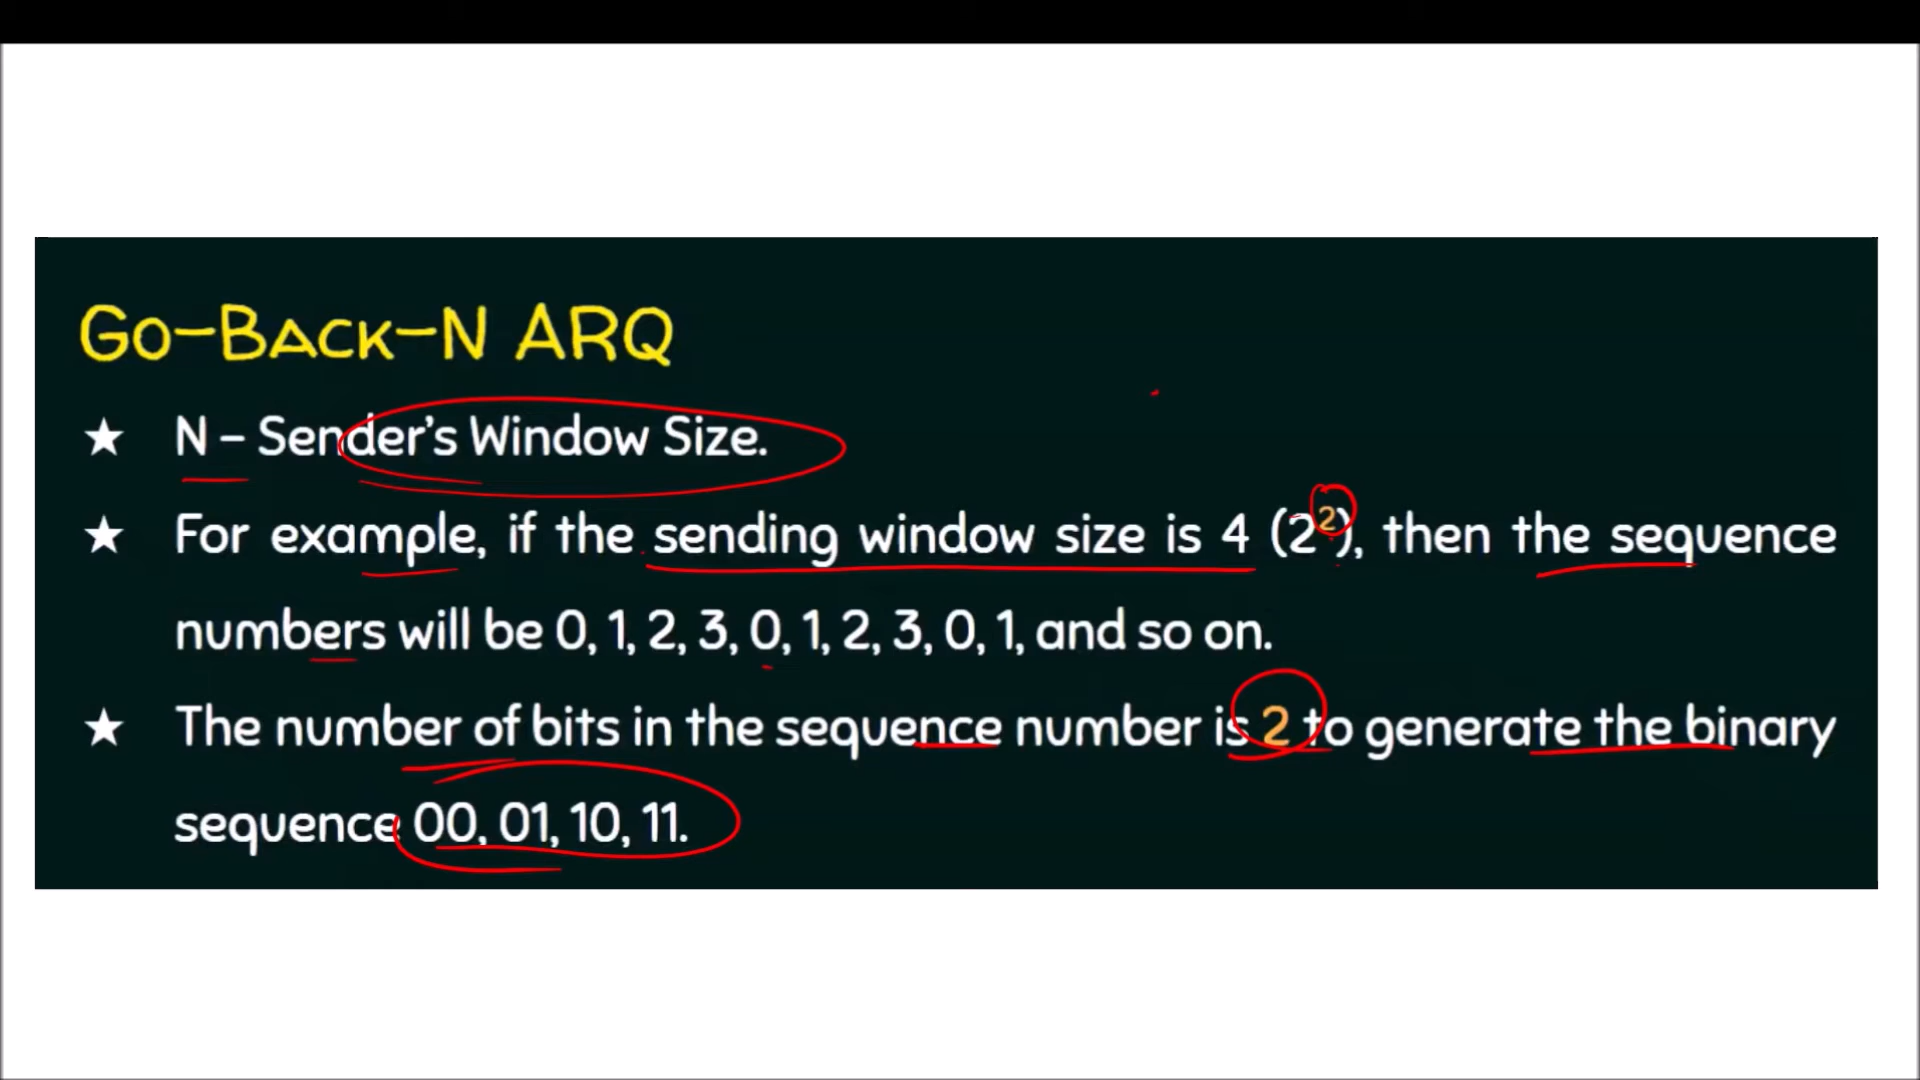 Go-Back-N ARQ
★ N – Sender's Window Size.
★ For example, if the sending window size is 4 (2²), then the sequence
numbers will be 0, 1, 2, 3, 0, 1, 2, 3, 0, 1, and so on.
★ The number of bits in the sequence number is 2 to generate the binary
sequence 00, 01, 10, 11.